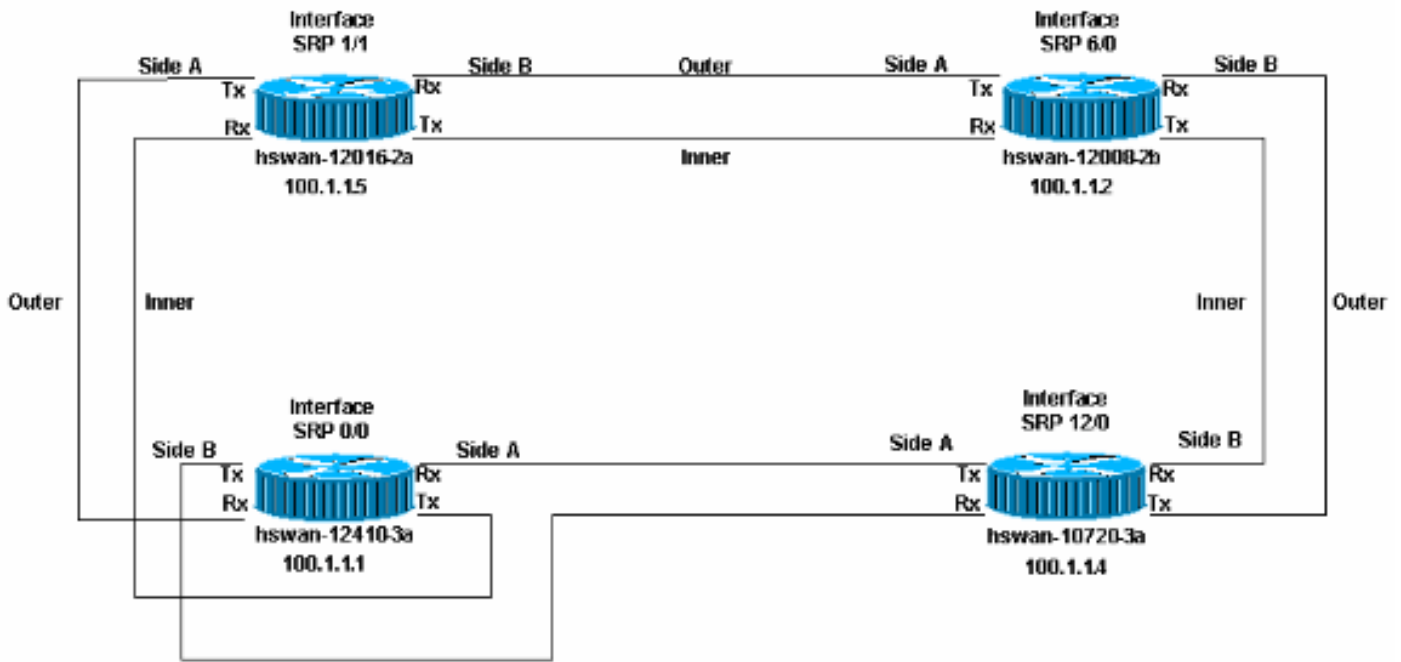 Interface
SRP 1/1
Interface
SRP 6/0
Side A
Side B
Outer
Side A
Side B
Tx
Rx
Tx
Rx
Rx
Tx
Rx
Tx
hswan-12016-2a
Inner
hswan-12008-2b
100.1.1.5
100.1.1.2
Outer
Inner
Inner
Outer
Interface
SRP 0/0
Interface
SRP 12/0
Side B
Side A
Side A
Side B
Tx
Rx
Tx
Rx
Rx
Tx
Rx
Tx
hswan-12410-3a
hswan-10720-3a
100.1.1.1
100.1.1.4